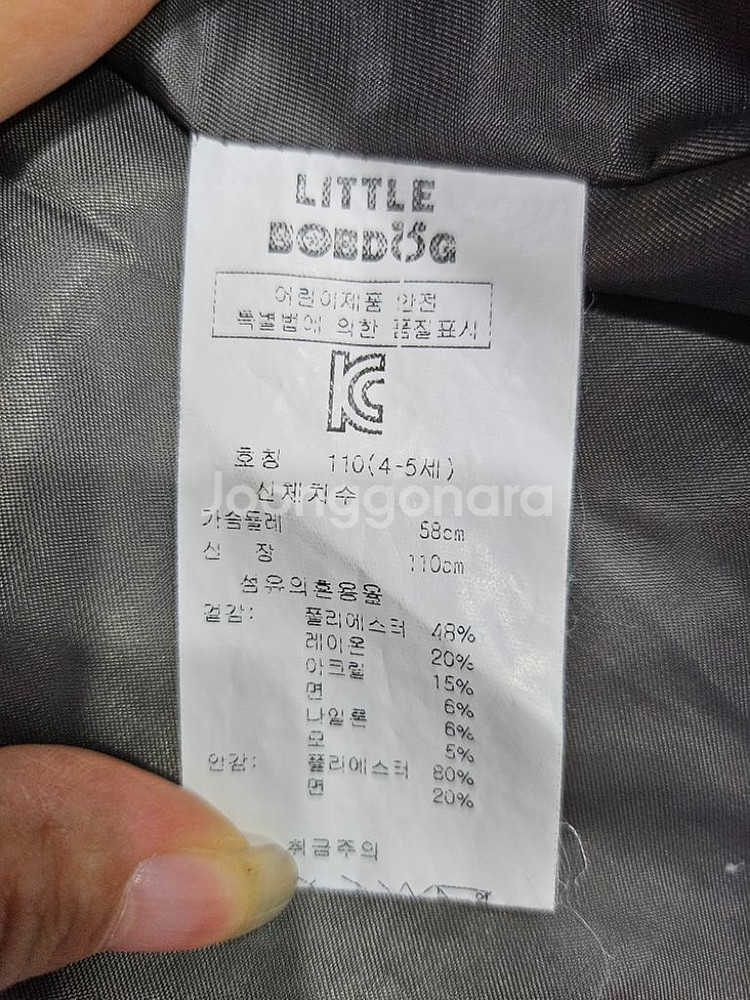 LITTLE
BOBDOG
어린이제품 안전
특별법에 의한 품질표시
KC
호칭 110(4-5세)
신체치수
Joonggonara
가슴둘레 58cm
신 장 110cm
섬유의혼용율
겉감: 폴리에스터 48%
레이온 20%
아크릴 15%
면 6%
나일론 6%
모 5%
안감: 폴리에스터 80%
면 20%
취급주의